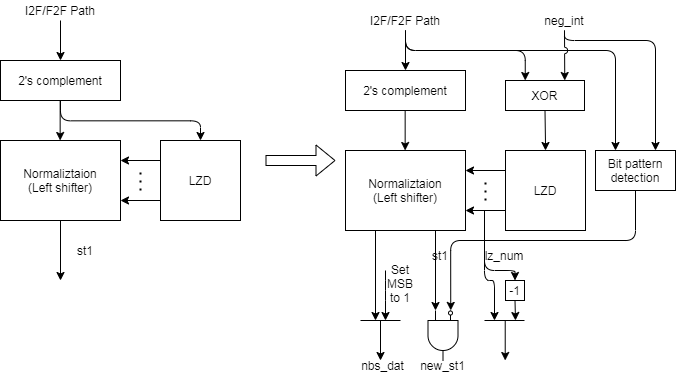 I2F/F2F Path
2's complement
Normaliztaion
(Left shifter)
LZD
st1
I2F/F2F Path
neg_int
2's complement
XOR
Normaliztaion
(Left shifter)
LZD
Bit pattern
detection
st1
lz_num
Set
MSB
to 1
-1
nbs_dat
new_st1